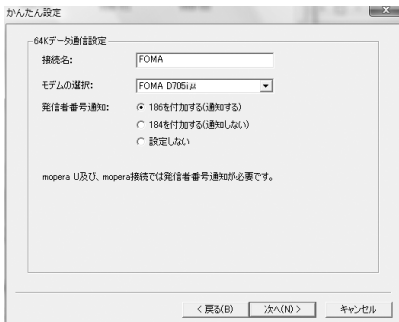 かんたん設定
64Kデータ通信設定
接続名: FOMA
モデムの選択: FOMA D705iμ
発信者番号通知: 186を付加する(通知する)
184を付加する(通知しない)
設定しない
mopera U及び、mopera接続では発信者番号通知が必要です。
< 戻る(B) 次へ(N) > キャンセル